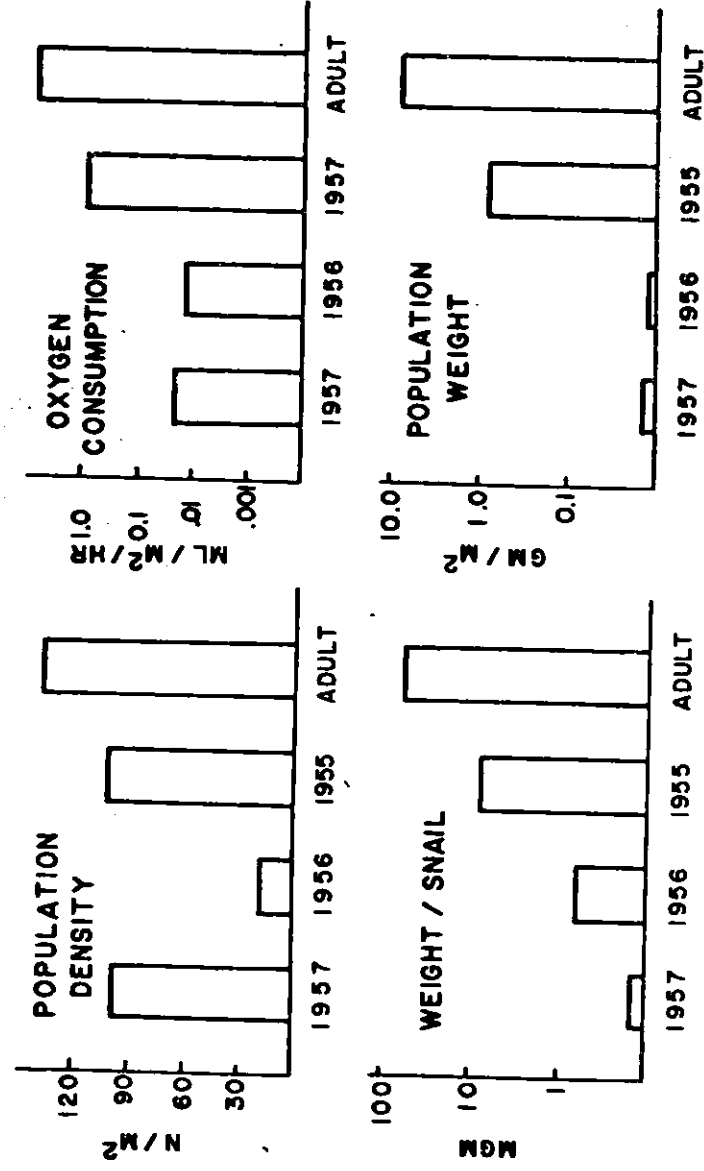 POPULATION
DENSITY
N/M²
120
90
60
30
1957 1956 1955 ADULT
OXYGEN
CONSUMPTION
ML/M²/HR
1.0
0.1
.01
.001
1957 1956 1957 ADULT
WEIGHT / SNAIL
MGM
100
10
1
1957 1956 1955 ADULT
POPULATION
WEIGHT
GM/M²
10.0
1.0
0.1
1957 1956 1955 ADULT